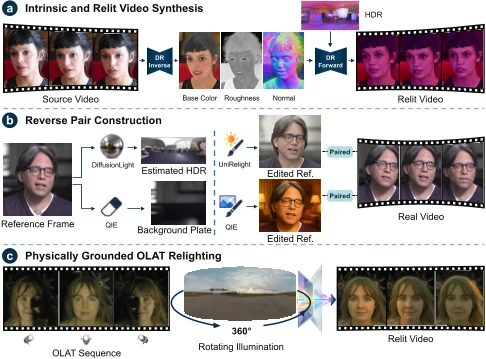 a Intrinsic and Relit Video Synthesis
HDR
DR
Inverse
DR
Forward
Base Color
Roughness
Normal
Source Video
Relit Video
b Reverse Pair Construction
DiffusionLight
Estimated HDR
UniRelight
Edited Ref.
Paired
Reference Frame
QIE
Background Plate
QIE
Edited Ref.
Paired
Real Video
c Physically Grounded OLAT Relighting
OLAT Sequence
360°
Rotating Illumination
Relit Video